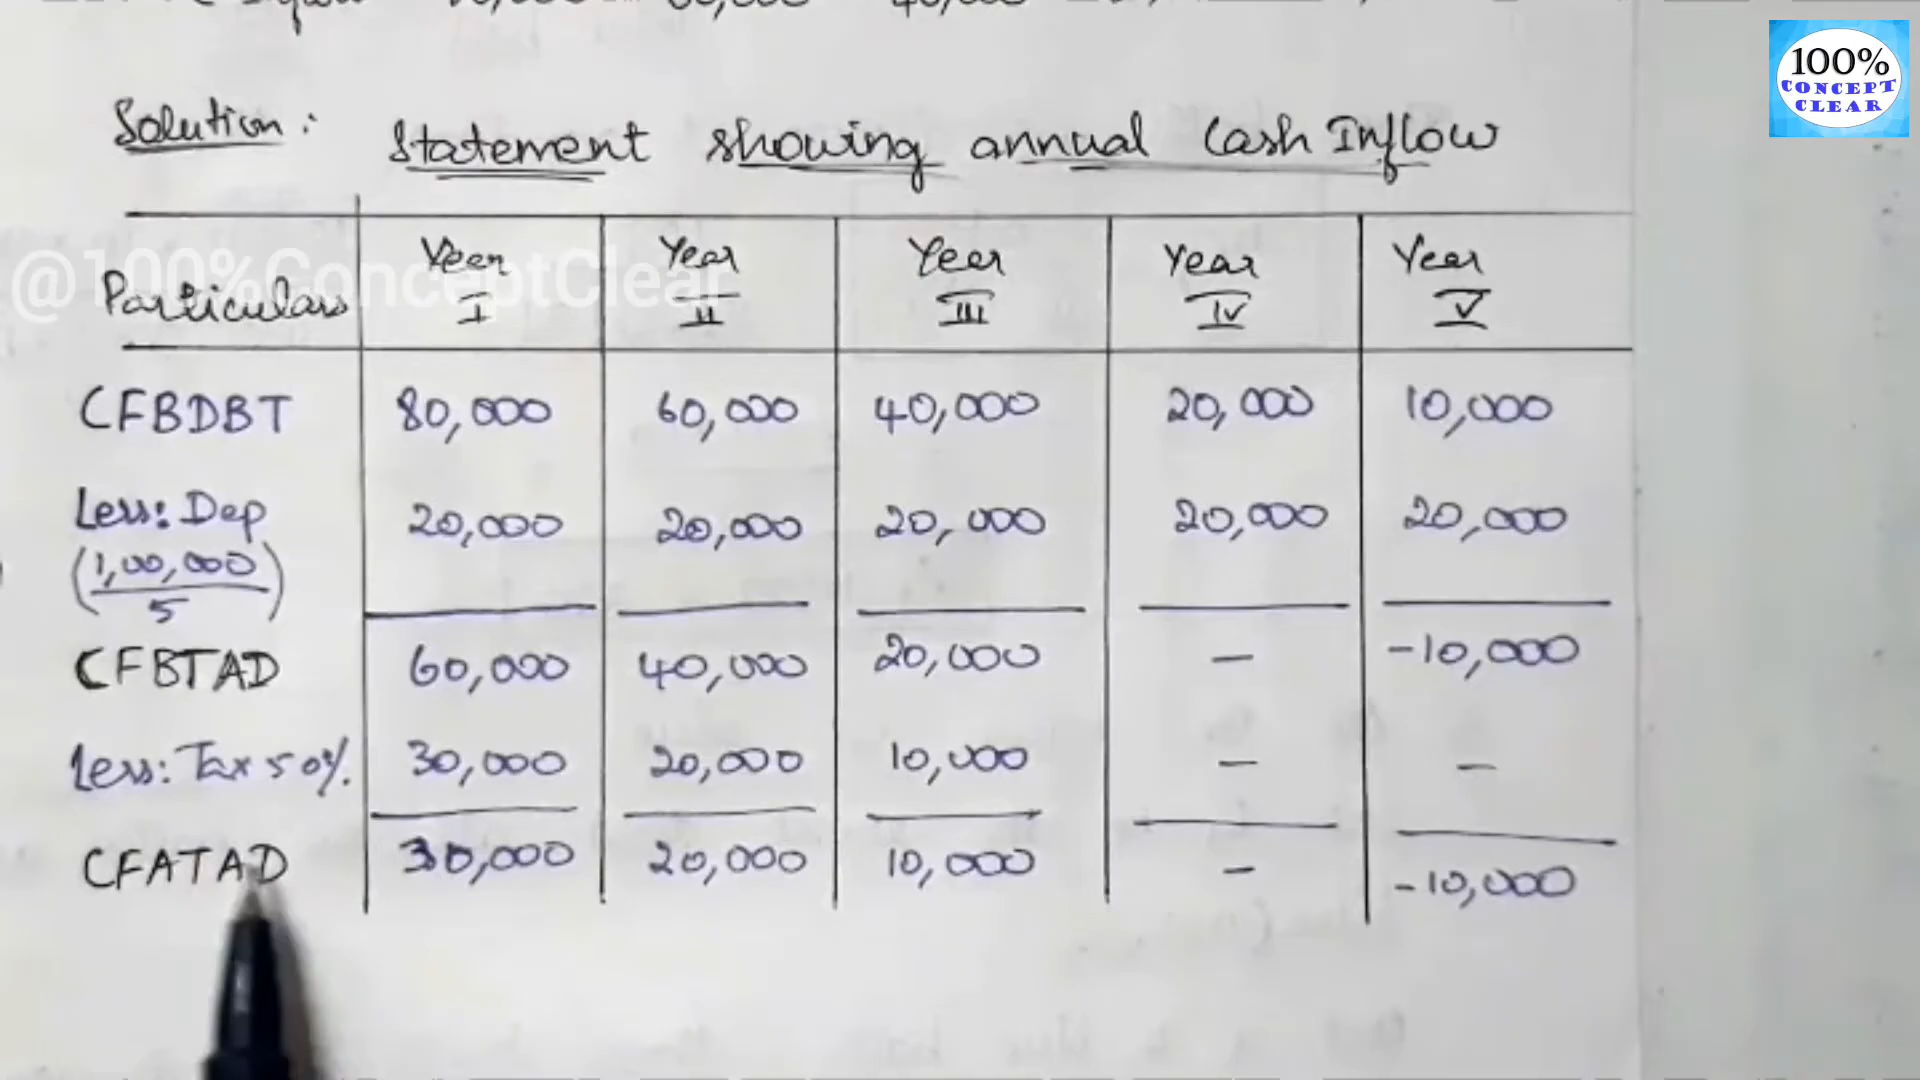 100%
CONCEPT
CLEAR
Solution:
Statement showing annual Cash Inflow
@100%ConceptClear
Particulars Year I Year II Year III Year IV Year V
CFBDBT 80,000 60,000 40,000 20,000 10,000
Less: Dep 20,000 20,000 20,000 20,000 20,000
(1,00,000
5)
CFBTAD 60,000 40,000 20,000 — -10,000
Less: Tax 50%. 30,000 20,000 10,000 — —
CFATAD 30,000 20,000 10,000 — -10,000